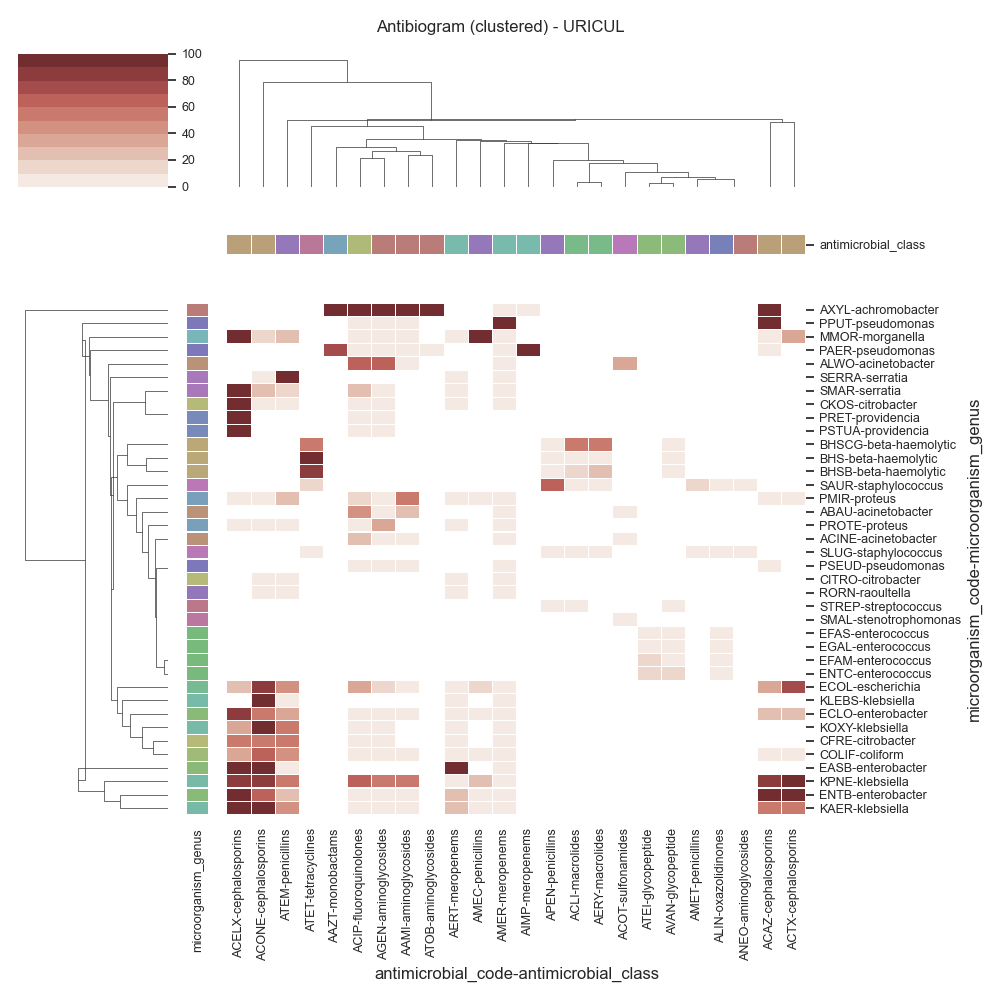 Antibiogram (clustered) - URICUL
100
80
60
40
20
0
antimicrobial_class
AXYL-achromobacter
PPUT-pseudomonas
MMOR-morganella
PAER-pseudomonas
ALWO-acinetobacter
SERRA-serratia
SMAR-serratia
CKOS-citrobacter
PRET-providencia
PSTUA-providencia
BHSCG-beta-haemolytic
BHS-beta-haemolytic
BHSB-beta-haemolytic
SAUR-staphylococcus
PMIR-proteus
ABAU-acinetobacter
PROTE-proteus
ACINE-acinetobacter
SLUG-staphylococcus
PSEUD-pseudomonas
CITRO-citrobacter
RORN-raoultella
STREP-streptococcus
SMAL-stenotrophomonas
EFAS-enterococcus
EGAL-enterococcus
EFAM-enterococcus
ENTC-enterococcus
ECOL-escherichia
KLEBS-klebsiella
ECLO-enterobacter
KOXY-klebsiella
CFRE-citrobacter
COLIF-coliform
EASB-enterobacter
KPNE-klebsiella
ENTB-enterobacter
KAER-klebsiella
microorganism_code-microorganism_genus
microorganism_genus
ACELX-cephalosporins
ACONE-cephalosporins
ATEM-penicillins
ATET-tetracyclines
AAZT-monobactams
ACIP-fluoroquinolones
AGEN-aminoglycosides
AAMI-aminoglycosides
ATOB-aminoglycosides
AERT-meropenems
AMEC-penicillins
AMER-meropenems
AIMP-meropenems
APEN-penicillins
ACLI-macrolides
AERY-macrolides
ACOT-sulfonamides
ATEI-glycopeptide
AVAN-glycopeptide
AMET-penicillins
ALIN-oxazolidinones
ANEO-aminoglycosides
ACAZ-cephalosporins
ACTX-cephalosporins
antimicrobial_code-antimicrobial_class